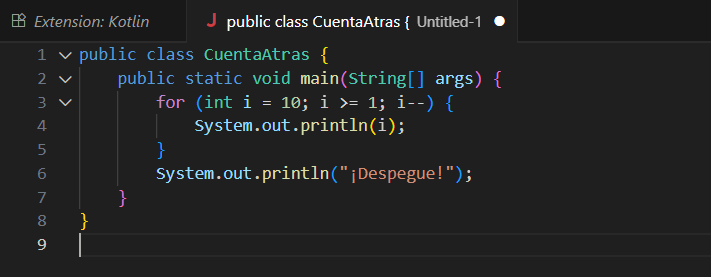 Extension: Kotlin
public class CuentaAtras { Untitled-1
1 public class CuentaAtras {
2     public static void main(String[] args) {
3         for (int i = 10; i >= 1; i--) {
4             System.out.println(i);
5         }
6         System.out.println("¡Despegue!");
7     }
8 }
9